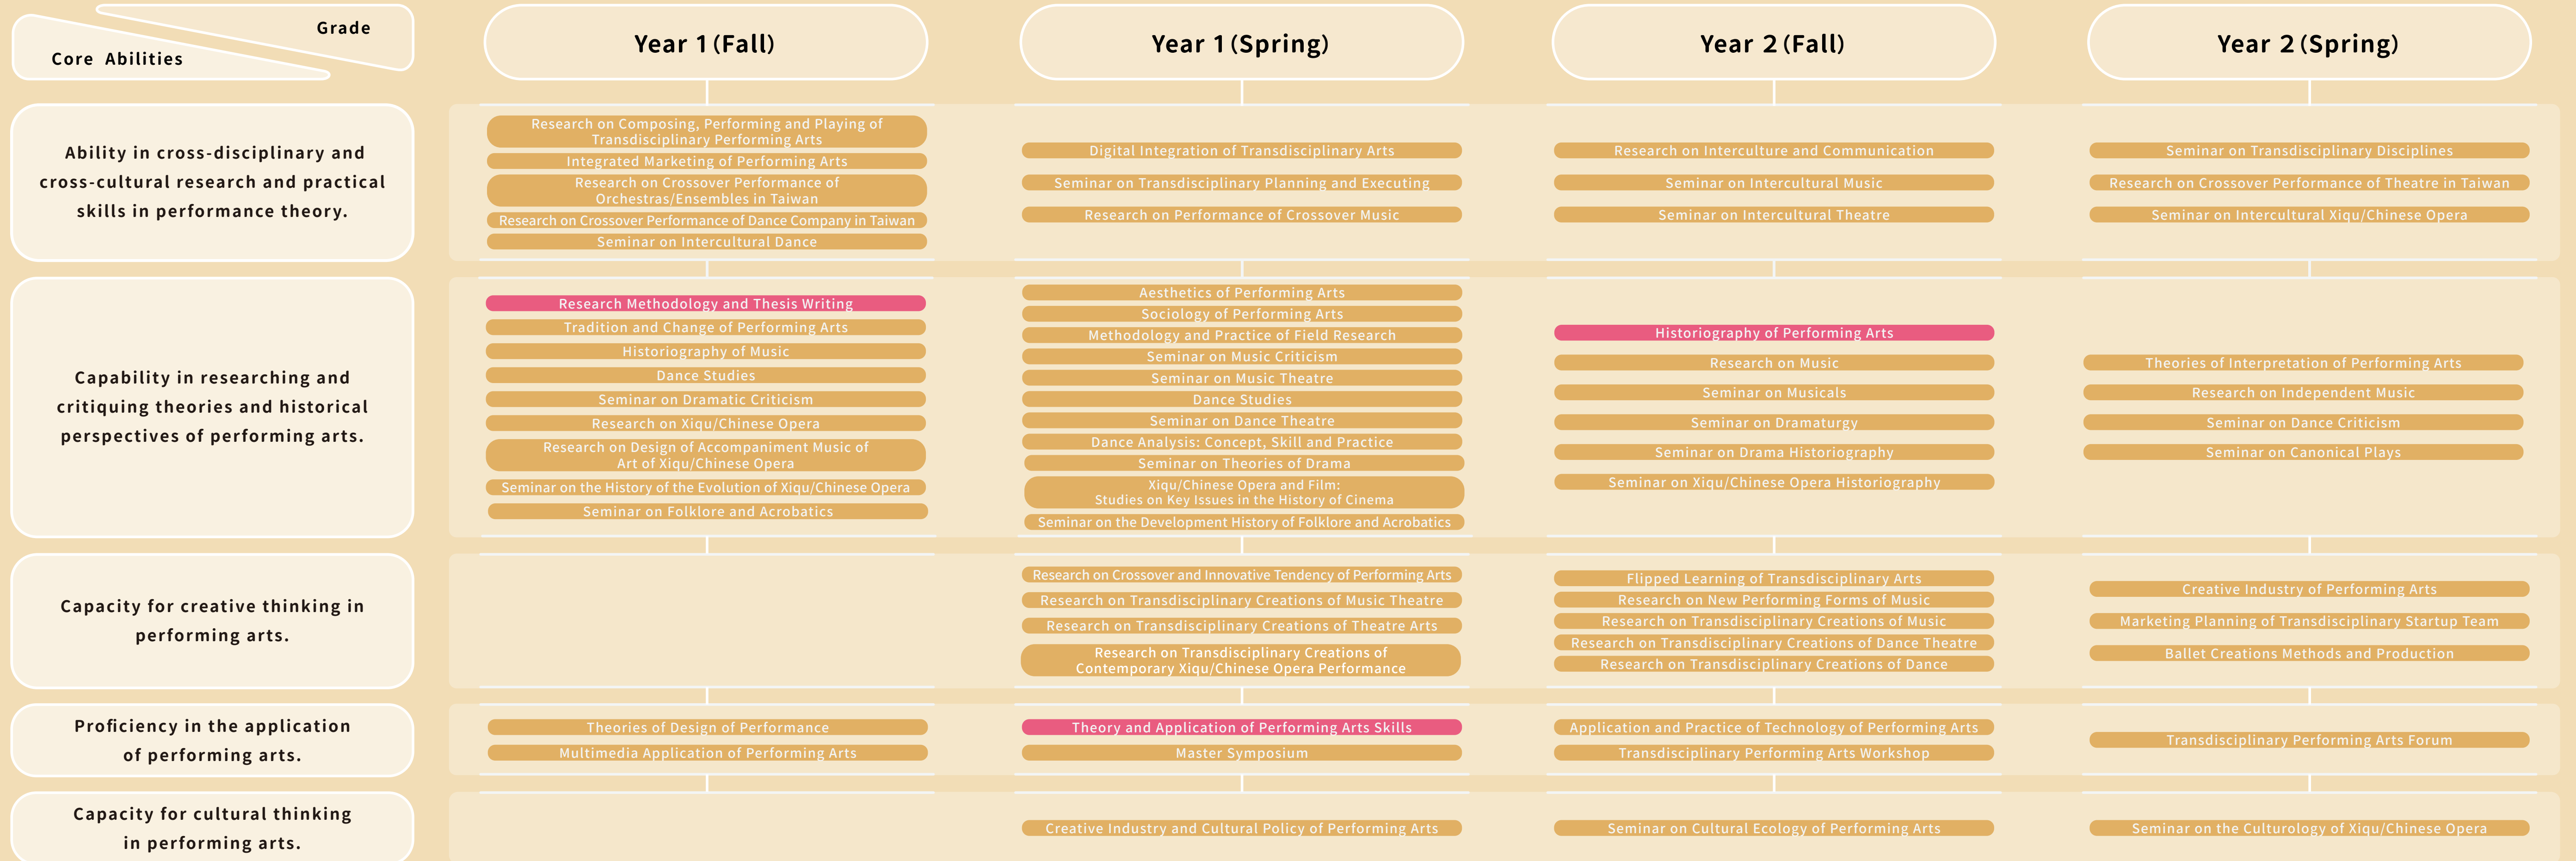 Grade
Core Abilities
Year 1 (Fall)
Year 1 (Spring)
Year 2 (Fall)
Year 2 (Spring)
Ability in cross-disciplinary and
cross-cultural research and practical
skills in performance theory.
Research on Composing, Performing and Playing of
Transdisciplinary Performing Arts
Integrated Marketing of Performing Arts
Research on Crossover Performance of
Orchestras/Ensembles in Taiwan
Research on Crossover Performance of Dance Company in Taiwan
Seminar on Intercultural Dance
Digital Integration of Transdisciplinary Arts
Seminar on Transdisciplinary Planning and Executing
Research on Performance of Crossover Music
Research on Interculture and Communication
Seminar on Intercultural Music
Seminar on Intercultural Theatre
Seminar on Transdisciplinary Disciplines
Research on Crossover Performance of Theatre in Taiwan
Seminar on Intercultural Xiqu/Chinese Opera
Capability in researching and
critiquing theories and historical
perspectives of performing arts.
Research Methodology and Thesis Writing
Tradition and Change of Performing Arts
Historiography of Music
Dance Studies
Seminar on Dramatic Criticism
Research on Xiqu/Chinese Opera
Research on Design of Accompaniment Music of
Art of Xiqu/Chinese Opera
Seminar on the History of the Evolution of Xiqu/Chinese Opera
Seminar on Folklore and Acrobatics
Aesthetics of Performing Arts
Sociology of Performing Arts
Methodology and Practice of Field Research
Seminar on Music Criticism
Seminar on Music Theatre
Dance Studies
Seminar on Dance Theatre
Dance Analysis: Concept, Skill and Practice
Seminar on Theories of Drama
Xiqu/Chinese Opera and Film:
Studies on Key Issues in the History of Cinema
Seminar on the Development History of Folklore and Acrobatics
Historiography of Performing Arts
Research on Music
Seminar on Musicals
Seminar on Dramaturgy
Seminar on Drama Historiography
Seminar on Xiqu/Chinese Opera Historiography
Theories of Interpretation of Performing Arts
Research on Independent Music
Seminar on Dance Criticism
Seminar on Canonical Plays
Capacity for creative thinking in
performing arts.
Research on Crossover and Innovative Tendency of Performing Arts
Research on Transdisciplinary Creations of Music Theatre
Research on Transdisciplinary Creations of Theatre Arts
Research on Transdisciplinary Creations of
Contemporary Xiqu/Chinese Opera Performance
Flipped Learning of Transdisciplinary Arts
Research on New Performing Forms of Music
Research on Transdisciplinary Creations of Music
Research on Transdisciplinary Creations of Dance Theatre
Research on Transdisciplinary Creations of Dance
Creative Industry of Performing Arts
Marketing Planning of Transdisciplinary Startup Team
Ballet Creations Methods and Production
Proficiency in the application
of performing arts.
Theories of Design of Performance
Multimedia Application of Performing Arts
Theory and Application of Performing Arts Skills
Master Symposium
Application and Practice of Technology of Performing Arts
Transdisciplinary Performing Arts Workshop
Transdisciplinary Performing Arts Forum
Capacity for cultural thinking
in performing arts.
Creative Industry and Cultural Policy of Performing Arts
Seminar on Cultural Ecology of Performing Arts
Seminar on the Culturology of Xiqu/Chinese Opera